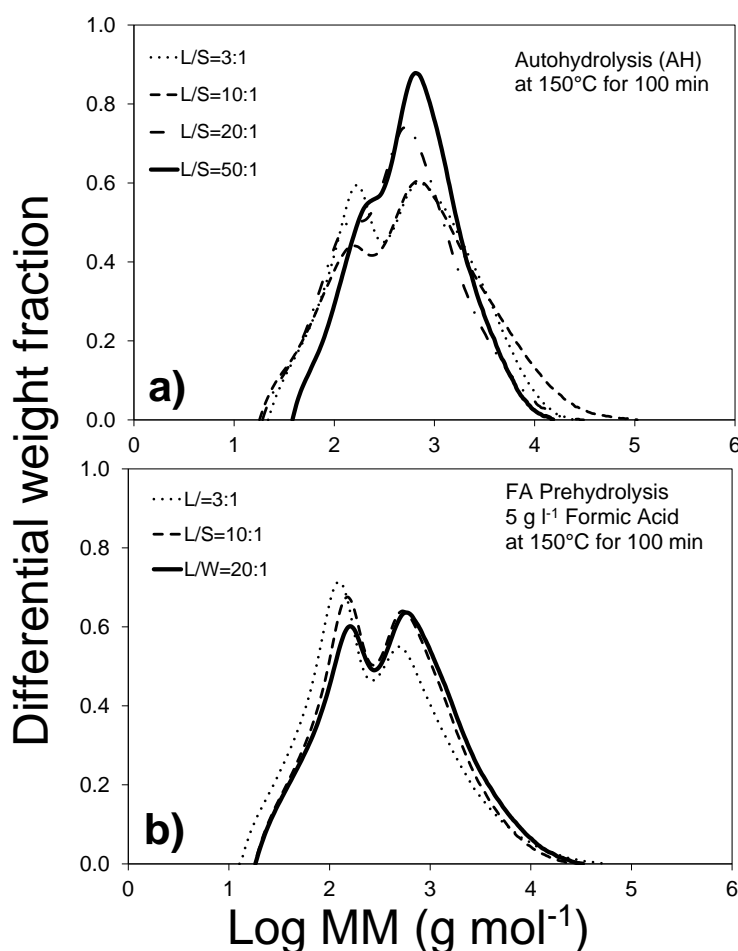 Differential weight fraction
1.0
0.8
0.6
0.4
0.2
0.0
L/S=3:1
L/S=10:1
L/S=20:1
L/S=50:1
Autohydrolysis (AH)
at 150°C for 100 min
a)
0 1 2 3 4 5 6
1.0
0.8
0.6
0.4
0.2
0.0
L/=3:1
L/S=10:1
L/W=20:1
FA Prehydrolysis
5 g l⁻¹ Formic Acid
at 150°C for 100 min
b)
0 1 2 3 4 5 6
Log MM (g mol⁻¹)